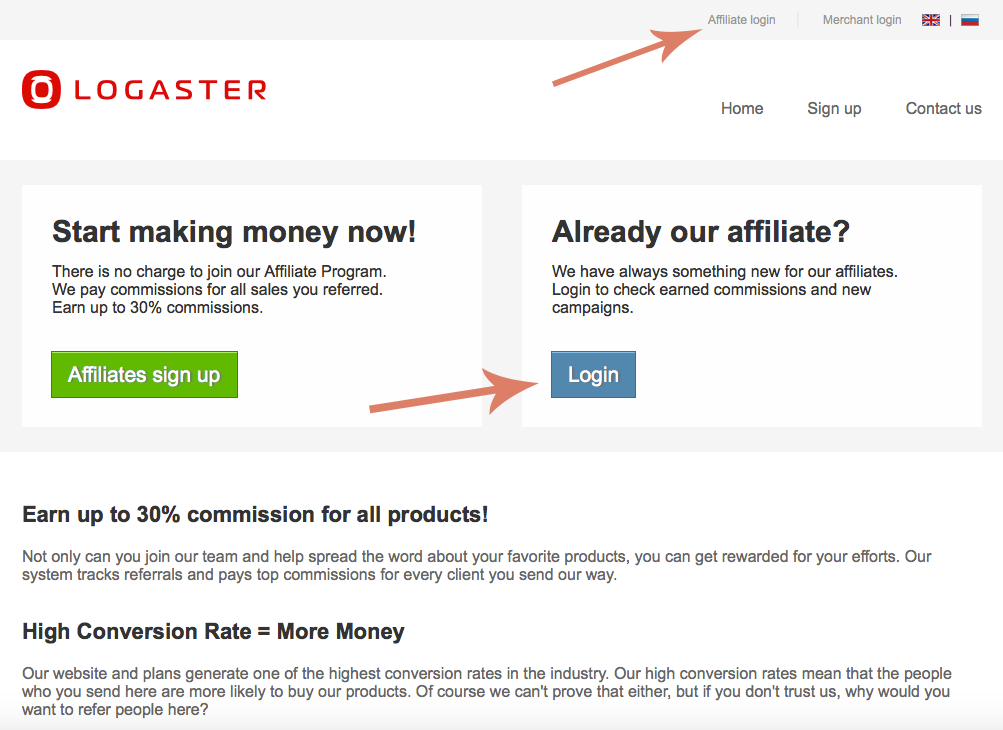 Affiliate login
Merchant login
|
LOGASTER
Home
Sign up
Contact us
Start making money now!
There is no charge to join our Affiliate Program.
We pay commissions for all sales you referred.
Earn up to 30% commissions.
Affiliates sign up
Already our affiliate?
We have always something new for our affiliates.
Login to check earned commissions and new
campaigns.
Login
Earn up to 30% commission for all products!
Not only can you join our team and help spread the word about your favorite products, you can get rewarded for your efforts. Our
system tracks referrals and pays top commissions for every client you send our way.
High Conversion Rate = More Money
Our website and plans generate one of the highest conversion rates in the industry. Our high conversion rates mean that the people
who you send here are more likely to buy our products. Of course we can't prove that either, but if you don't trust us, why would you
want to refer people here?